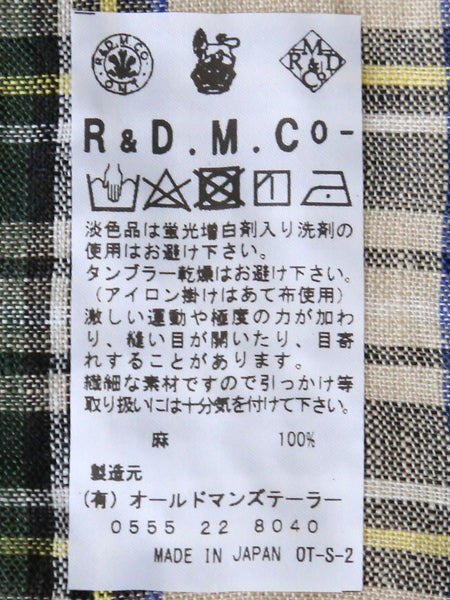 R.D.M.CO.
R & D.M.Co-
淡色品は蛍光増白剤入り洗剤の
使用はお避け下さい。
タンブラー乾燥はお避け下さい。
(アイロン掛けはあて布使用)
激しい運動や極度の力が加わ
り、縫い目が開いたり、目寄
れすることがあります。
繊細な素材ですので引っかけ等
取り扱いには十分気を付けて下さい。
麻 100%
製造元
(有) オールドマンズテーラー
0555 22 8040
MADE IN JAPAN OT-S-2